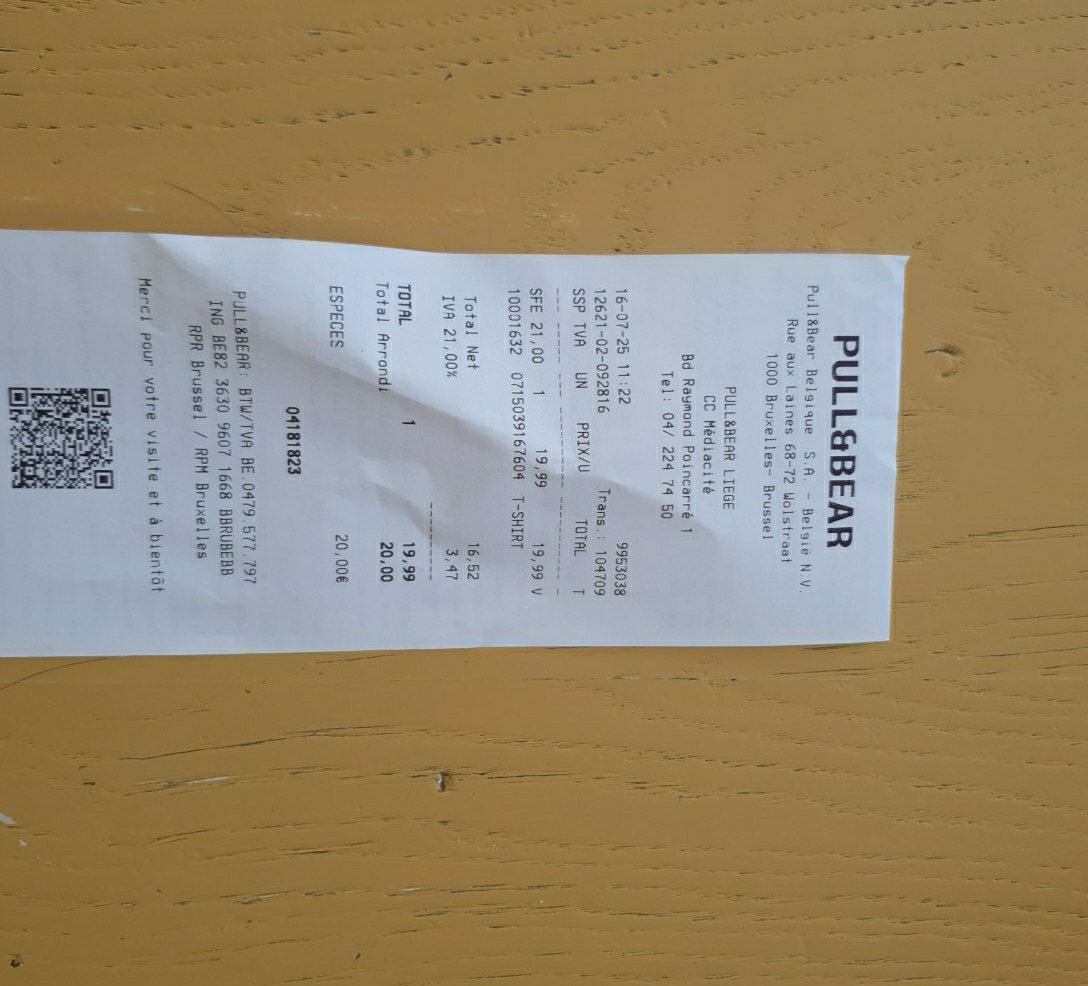 PULL&BEAR
Pull&Bear Belgique S.A. - België N.V.
Rue aux Laines 68-72 Wolstraat
1000 Bruxelles- Brussel
PULL&BEAR LIEGE
CC Médiacité
Bd Raymond Poincarré 1
Tel: 04/ 224 74 50
16-07-25 11:22 9953038
12621-02-092816 Trans.: 104709
SSP TVA UN PRIX/U TOTAL T
SFE 21,00 1 19,99 19,99 V
10001632 0715039167604 T-SHIRT
Total Net 16,52
IVA 21,00% 3,47
TOTAL 1 19,99
Total Arrondi 20,00
ESPECES 20,00€
04181823
PULL&BEAR: BTW/TVA BE.0479.577.797
ING BE82 3630 9607 1668 BBRUBEBB
RPR Brussel / RPM Bruxelles
Merci pour votre visite et à bientôt